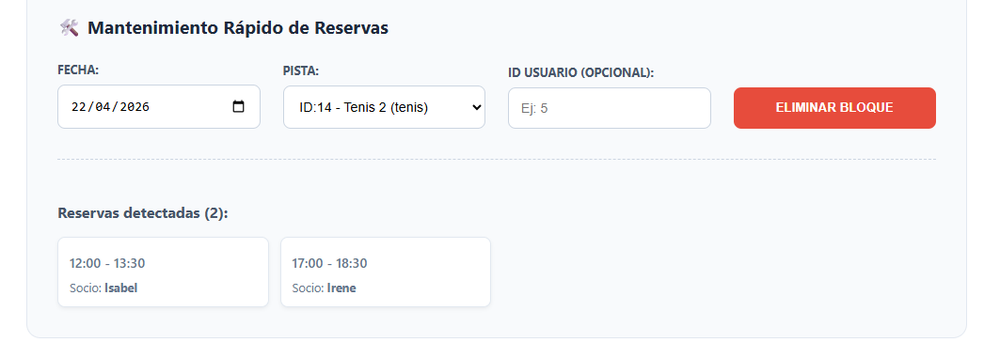 🛠️ Mantenimiento Rápido de Reservas
FECHA:
22/04/2026
PISTA:
ID:14 - Tenis 2 (tenis)
ID USUARIO (OPCIONAL):
Ej: 5
ELIMINAR BLOQUE
Reservas detectadas (2):
12:00 - 13:30
Socio: Isabel
17:00 - 18:30
Socio: Irene